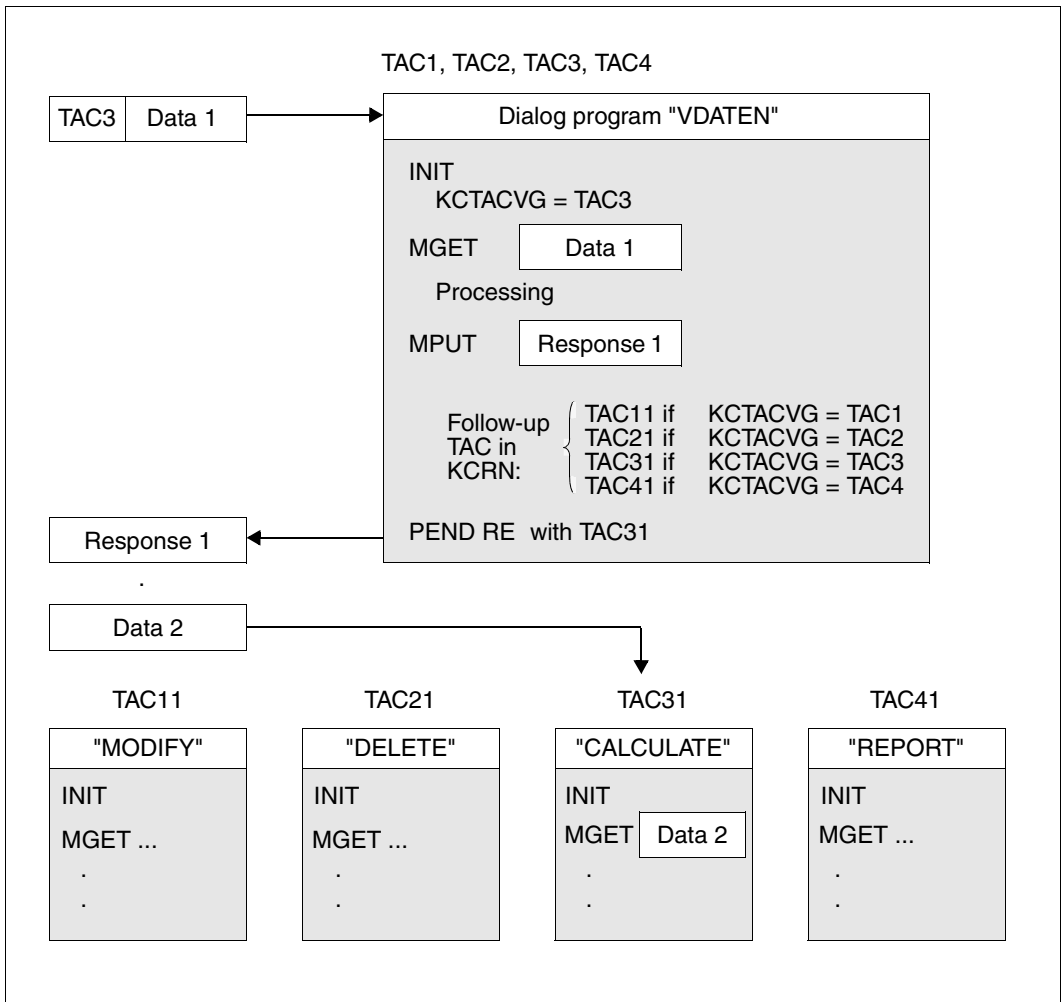 TAC1, TAC2, TAC3, TAC4
TAC3 Data 1
Dialog program "VDATEN"
INIT
KCTACVG = TAC3
MGET Data 1
Processing
MPUT Response 1
Follow-up
TAC in
KCRN:
TAC11 if KCTACVG = TAC1
TAC21 if KCTACVG = TAC2
TAC31 if KCTACVG = TAC3
TAC41 if KCTACVG = TAC4
PEND RE with TAC31
Response 1
.
Data 2
TAC11 TAC21 TAC31 TAC41
"MODIFY" "DELETE" "CALCULATE" "REPORT"
INIT INIT INIT INIT
MGET ... MGET ... MGET Data 2 MGET ...
. . . .
. . . .